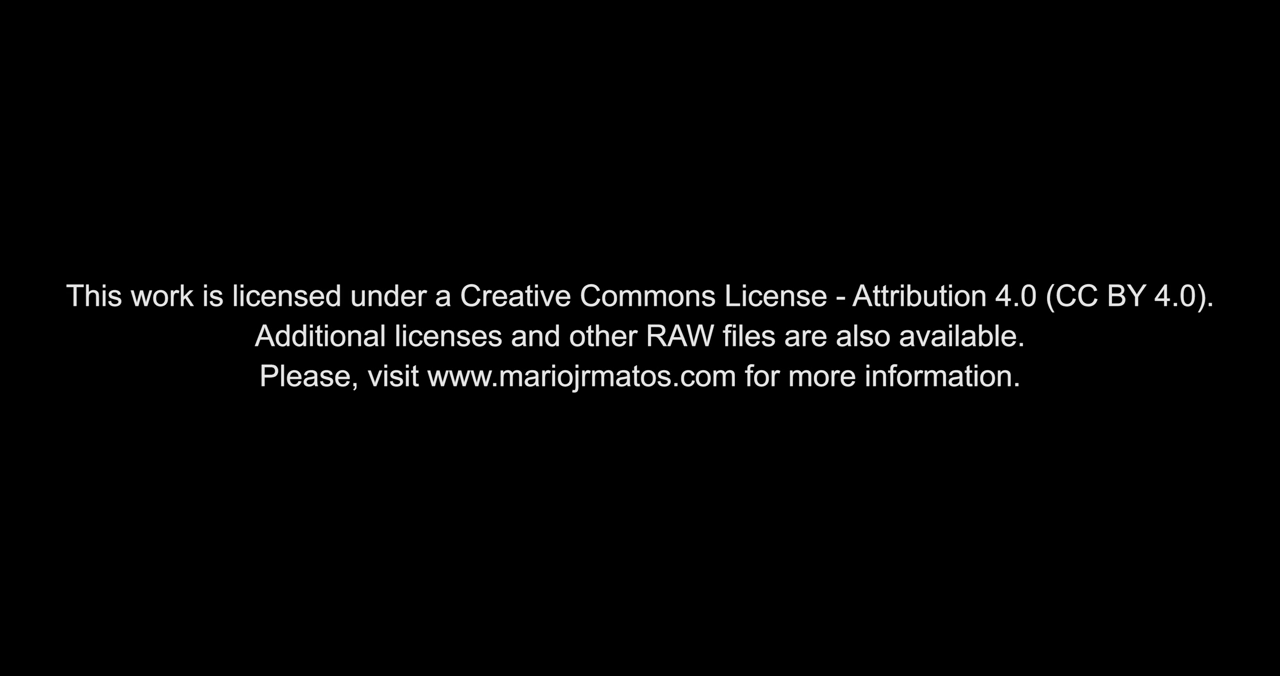 This work is licensed under a Creative Commons License - Attribution 4.0 (CC BY 4.0).
Additional licenses and other RAW files are also available.
Please, visit www.mariojrmatos.com for more information.